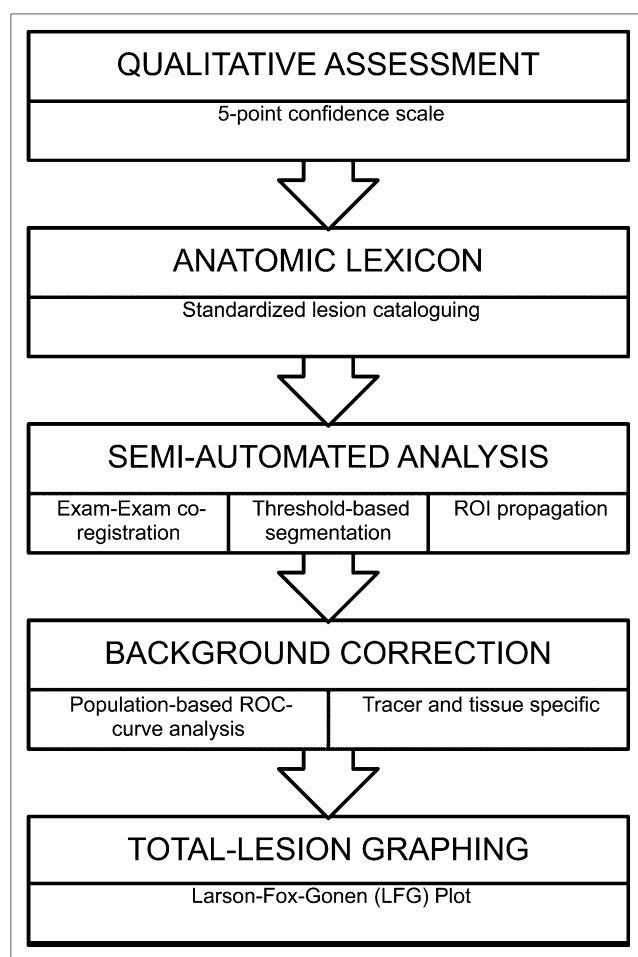 QUALITATIVE ASSESSMENT
5-point confidence scale
ANATOMIC LEXICON
Standardized lesion cataloguing
SEMI-AUTOMATED ANALYSIS
Exam-Exam co-
registration
Threshold-based
segmentation
ROI propagation
BACKGROUND CORRECTION
Population-based ROC-
curve analysis
Tracer and tissue specific
TOTAL-LESION GRAPHING
Larson-Fox-Gonen (LFG) Plot